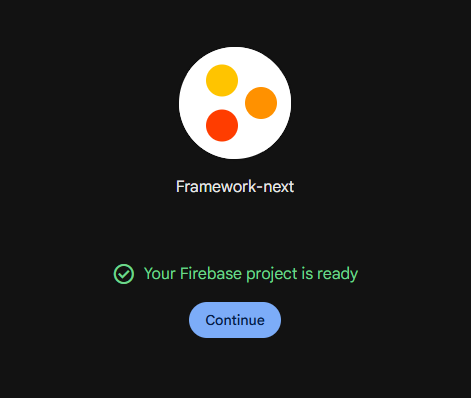 Framework-next
Your Firebase project is ready
Continue